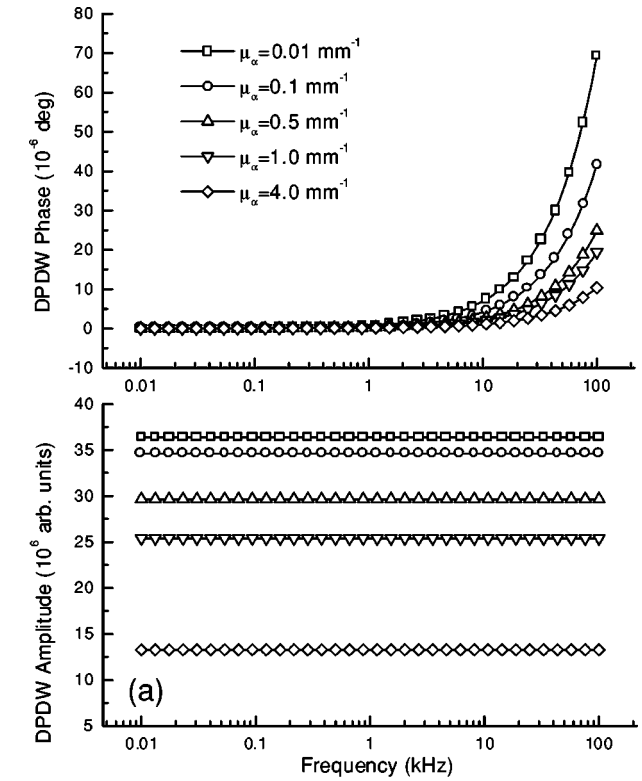 80
70
60
50
40
30
20
10
0
-10
DPDW Phase (10⁻⁶ deg)
μα=0.01 mm⁻¹
μα=0.1 mm⁻¹
μα=0.5 mm⁻¹
μα=1.0 mm⁻¹
μα=4.0 mm⁻¹
0.01 0.1 1 10 100
40
35
30
25
20
15
10
5
DPDW Amplitude (10⁶ arb. units)
(a)
0.01 0.1 1 10 100
Frequency (kHz)